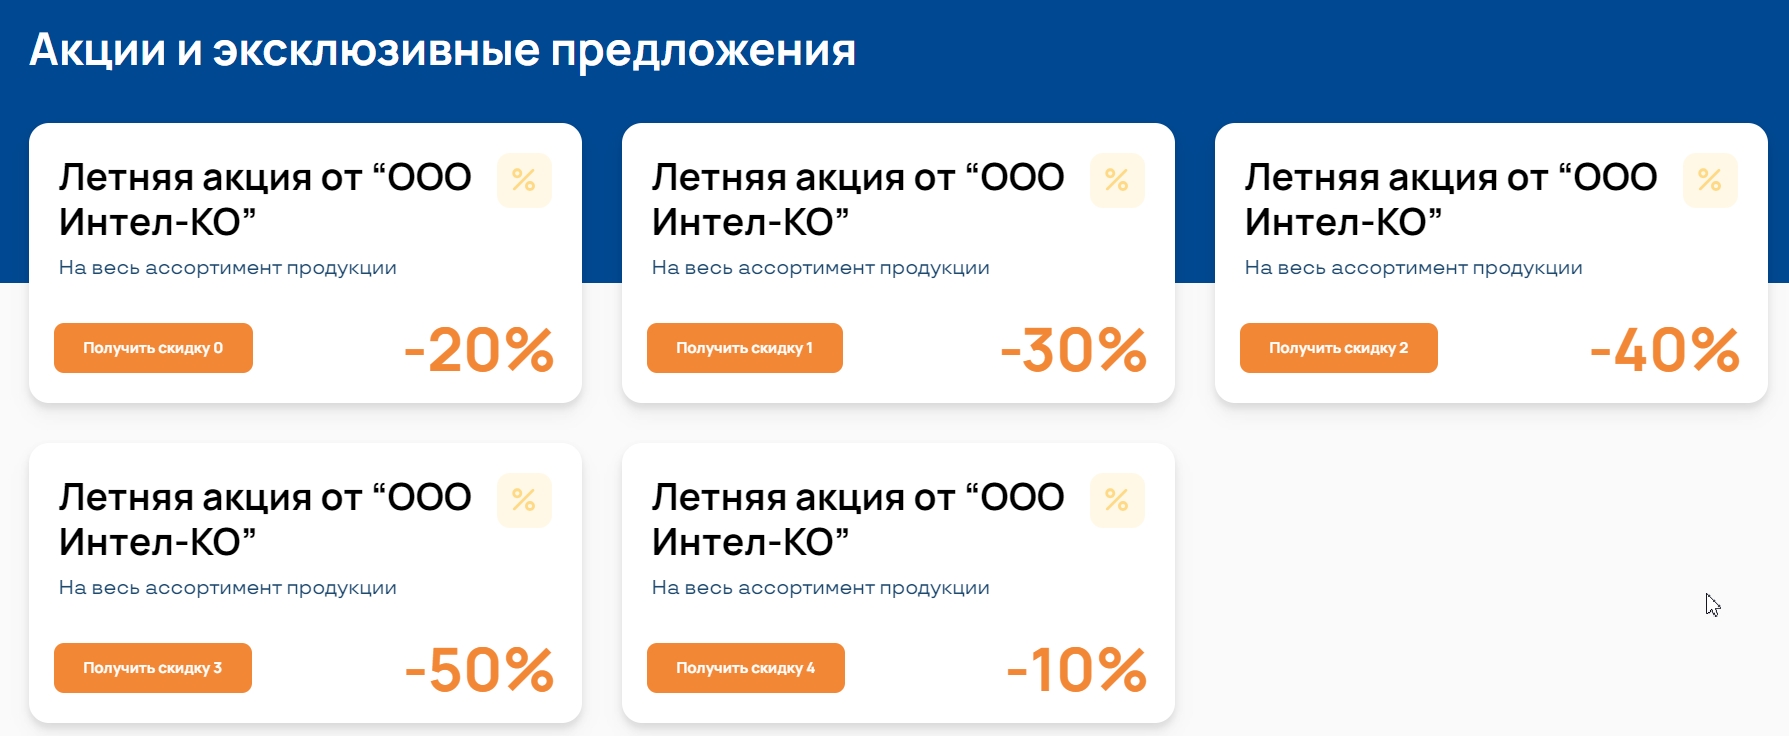 Акции и эксклюзивные предложения
Летняя акция от “ООО
Интел-КО”
%
На весь ассортимент продукции
Получить скидку 0
-20%
Летняя акция от “ООО
Интел-КО”
%
На весь ассортимент продукции
Получить скидку 1
-30%
Летняя акция от “ООО
Интел-КО”
%
На весь ассортимент продукции
Получить скидку 2
-40%
Летняя акция от “ООО
Интел-КО”
%
На весь ассортимент продукции
Получить скидку 3
-50%
Летняя акция от “ООО
Интел-КО”
%
На весь ассортимент продукции
Получить скидку 4
-10%